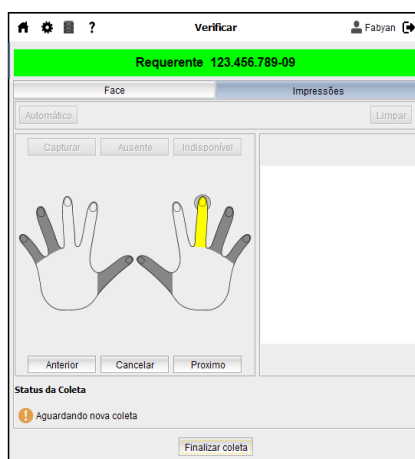 ? Verificar Fabyan
Requerente 123.456.789-09
Face Impressões
Automático Limpar
Capturar Ausente Indisponível
Anterior Cancelar Proximo
Status da Coleta
! Aguardando nova coleta
Finalizar coleta